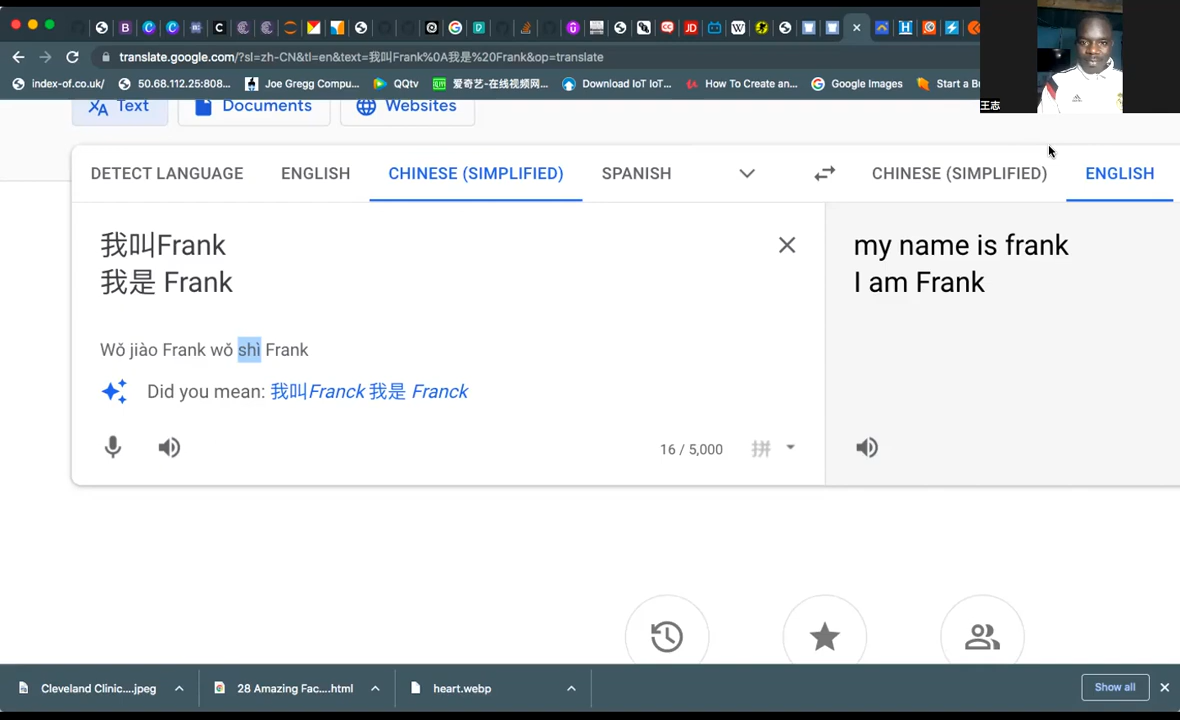 translate.google.com/?sl=zh-CN&tl=en&text=我叫Frank%0A我是%20Frank&op=translate
index-of.co.uk/
50.68.112.25:808...
Joe Gregg Compu...
QQtv
爱奇艺-在线视频网...
Download IoT IoT...
How To Create an...
Google Images
Start a B
王志
Text
Documents
Websites
DETECT LANGUAGE
ENGLISH
CHINESE (SIMPLIFIED)
SPANISH
CHINESE (SIMPLIFIED)
ENGLISH
我叫Frank
我是 Frank
my name is frank
I am Frank
Wǒ jiào Frank wǒ shì Frank
Did you mean: 我叫Franck 我是 Franck
16 / 5,000
拼
Cleveland Clinic....jpeg
28 Amazing Fac....html
heart.webp
Show all